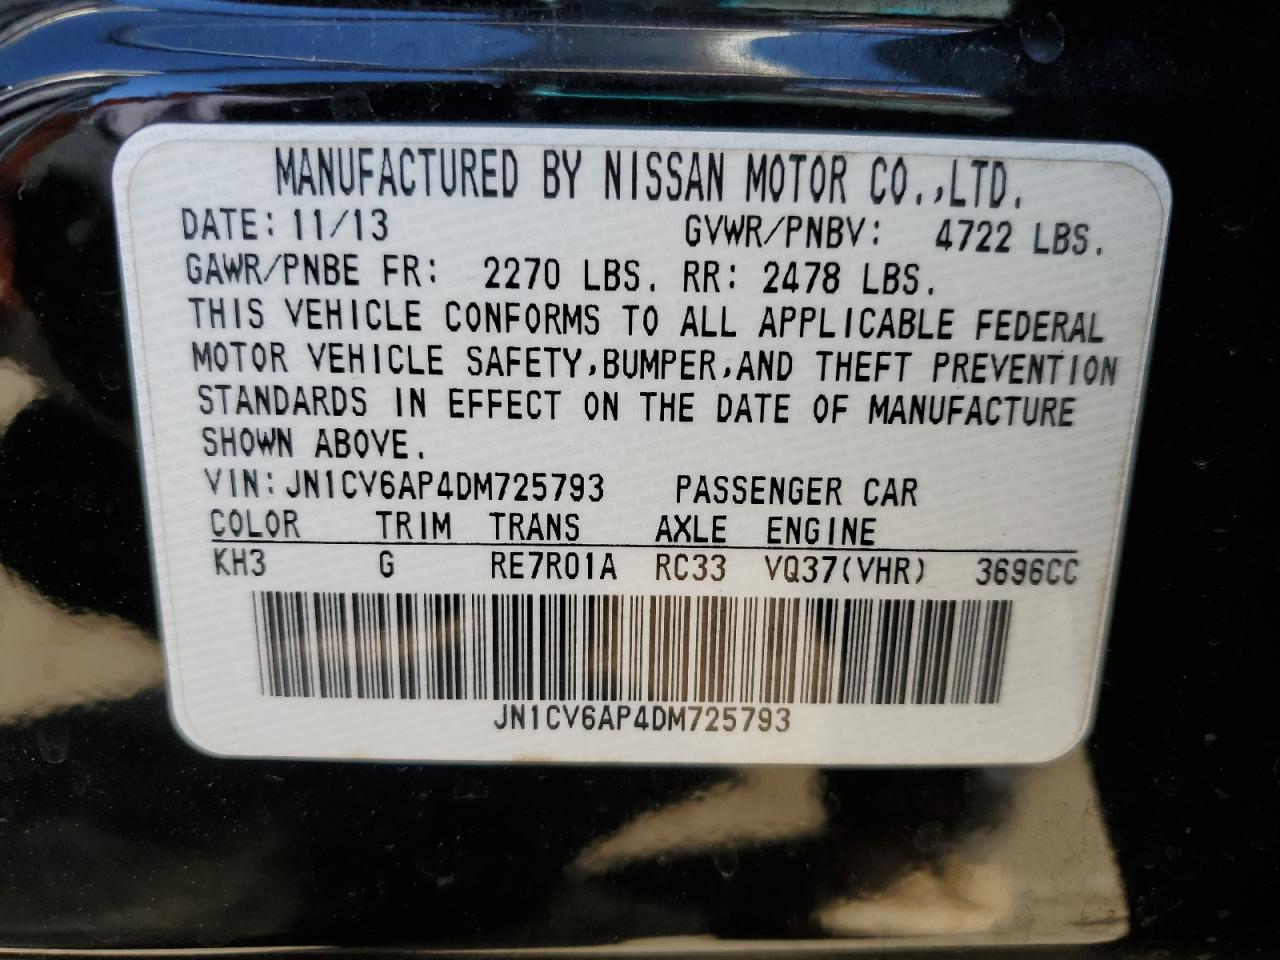 MANUFACTURED BY NISSAN MOTOR CO.,LTD.
DATE: 11/13 GVWR/PNBV: 4722 LBS.
GAWR/PNBE FR: 2270 LBS. RR: 2478 LBS.
THIS VEHICLE CONFORMS TO ALL APPLICABLE FEDERAL
MOTOR VEHICLE SAFETY,BUMPER,AND THEFT PREVENTION
STANDARDS IN EFFECT ON THE DATE OF MANUFACTURE
SHOWN ABOVE.
VIN: JN1CV6AP4DM725793 PASSENGER CAR
COLOR TRIM TRANS AXLE ENGINE
KH3 G RE7R01A RC33 VQ37(VHR) 3696CC
JN1CV6AP4DM725793